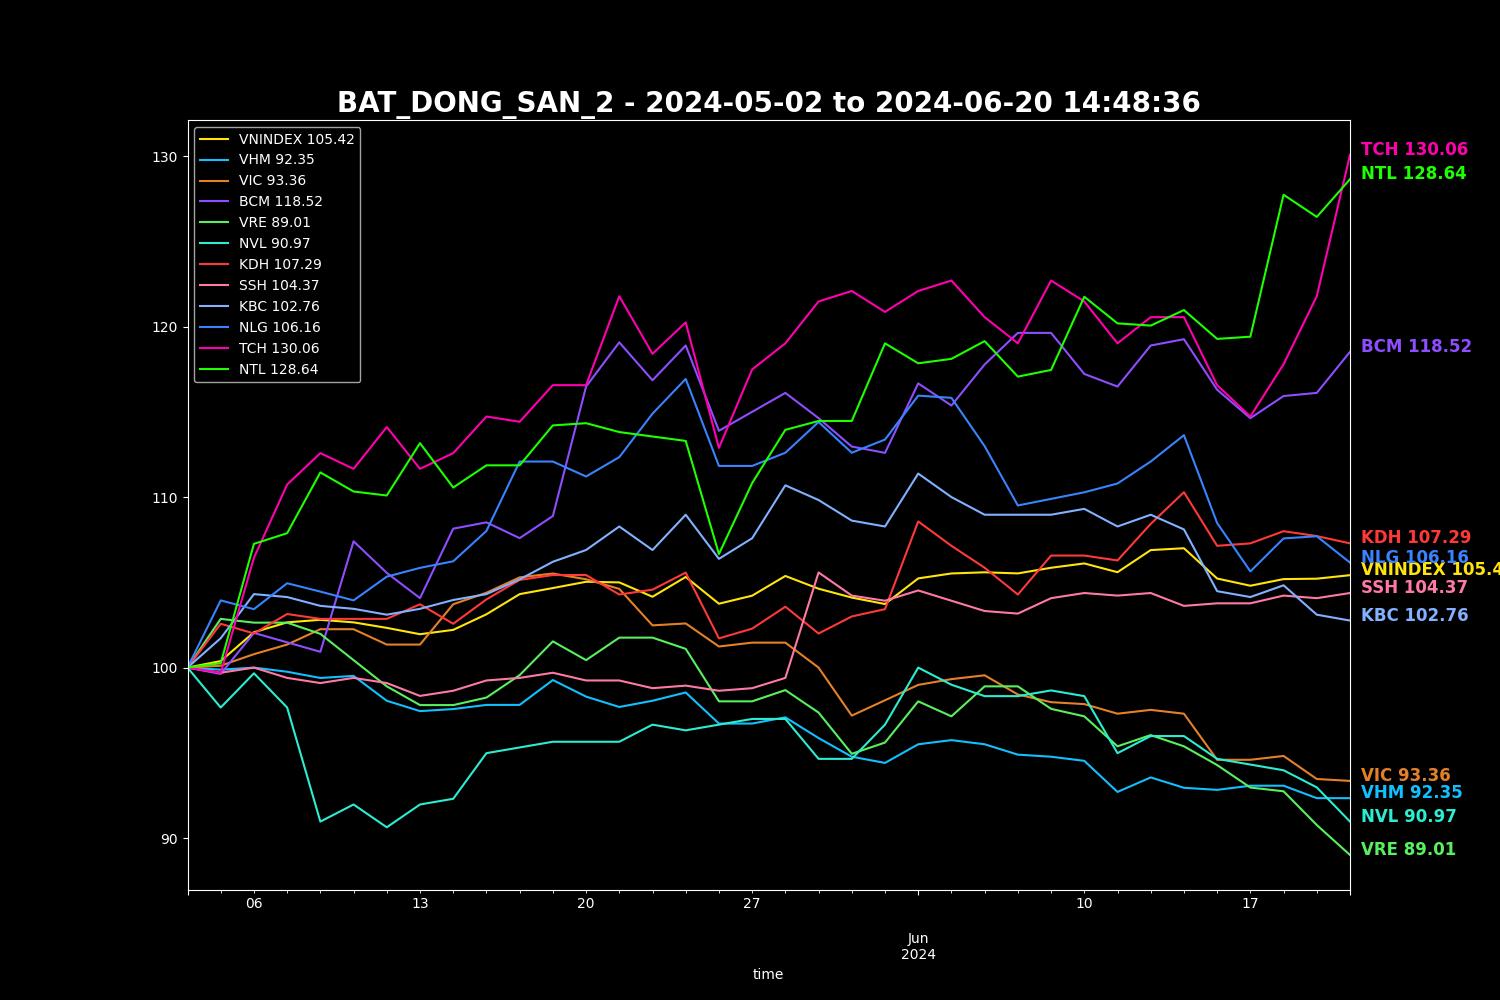 BAT_DONG_SAN_2 - 2024-05-02 to 2024-06-20 14:48:36
VNINDEX 105.42
VHM 92.35
VIC 93.36
BCM 118.52
VRE 89.01
NVL 90.97
KDH 107.29
SSH 104.37
KBC 102.76
NLG 106.16
TCH 130.06
NTL 128.64
130
120
110
100
90
TCH 130.06
NTL 128.64
BCM 118.52
KDH 107.29
NLG 106.16
VNINDEX 105.4
SSH 104.37
KBC 102.76
VIC 93.36
VHM 92.35
NVL 90.97
VRE 89.01
06 13 20 27 10 17
Jun
2024
time